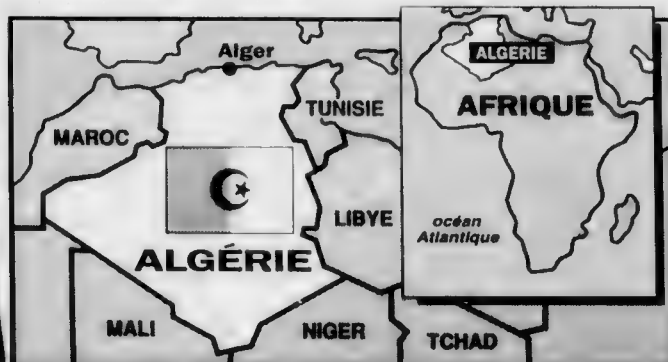 Alger
TUNISIE
MAROC
LIBYE
ALGÉRIE
MALI
NIGER
TCHAD
ALGERIE
AFRIQUE
océan
Atlantique